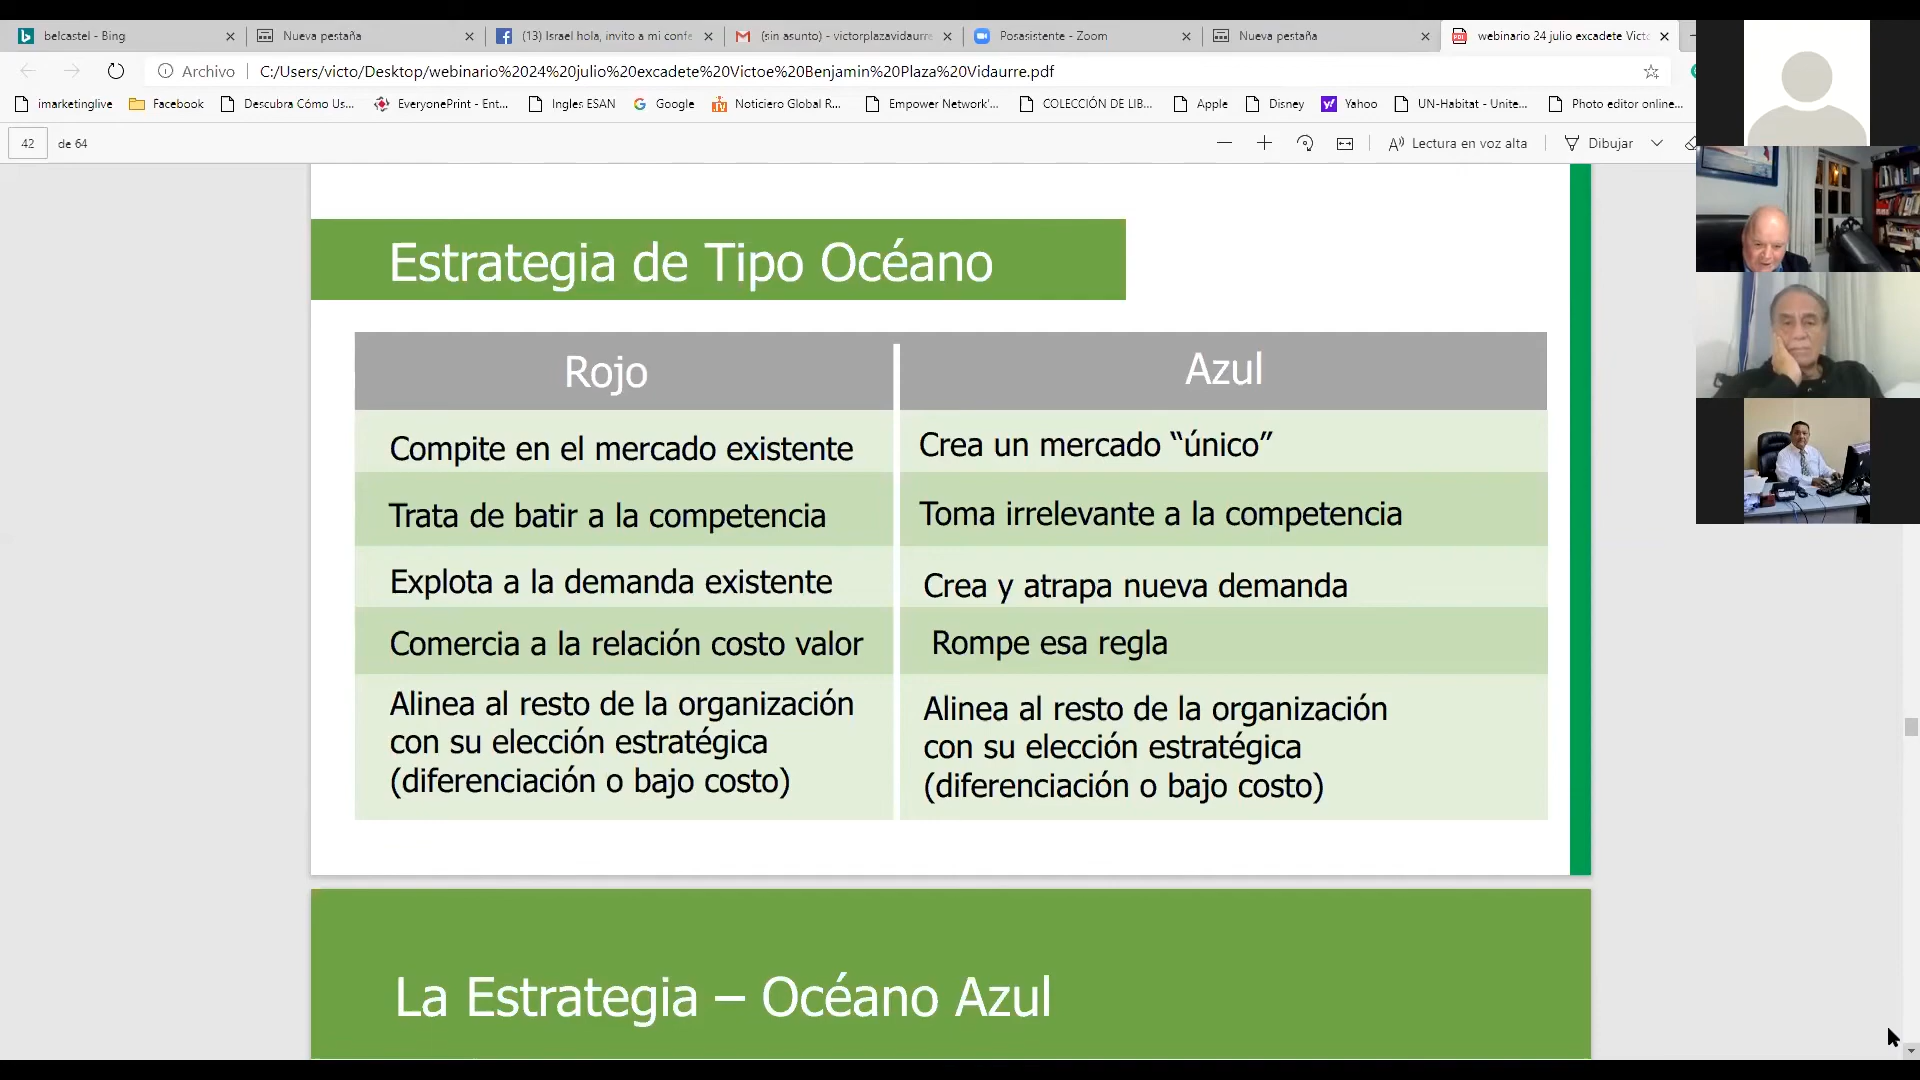 belcastel - Bing
Nueva pestaña
(13) Israel hola, invito a mi confe
(sin asunto) - victorplazavidaurre
Posasistente - Zoom
Nueva pestaña
webinario 24 julio excadete Victo
Archivo
C:/Users/victo/Desktop/webinario%2024%20julio%20excadete%20Victoe%20Benjamin%20Plaza%20Vidaurre.pdf
imarketinglive
Facebook
Descubra Cómo Us...
EveryonePrint - Ent...
Ingles ESAN
Google
Noticiero Global R...
Empower Network'...
COLECCIÓN DE LIB...
Apple
Disney
Yahoo
UN-Habitat - Unite...
Photo editor online...
42 de 64
Lectura en voz alta
Dibujar
Estrategia de Tipo Océano
Rojo
Azul
Compite en el mercado existente
Crea un mercado “único”
Trata de batir a la competencia
Toma irrelevante a la competencia
Explota a la demanda existente
Crea y atrapa nueva demanda
Comercia a la relación costo valor
Rompe esa regla
Alinea al resto de la organización
con su elección estratégica
(diferenciación o bajo costo)
Alinea al resto de la organización
con su elección estratégica
(diferenciación o bajo costo)
La Estrategia – Océano Azul